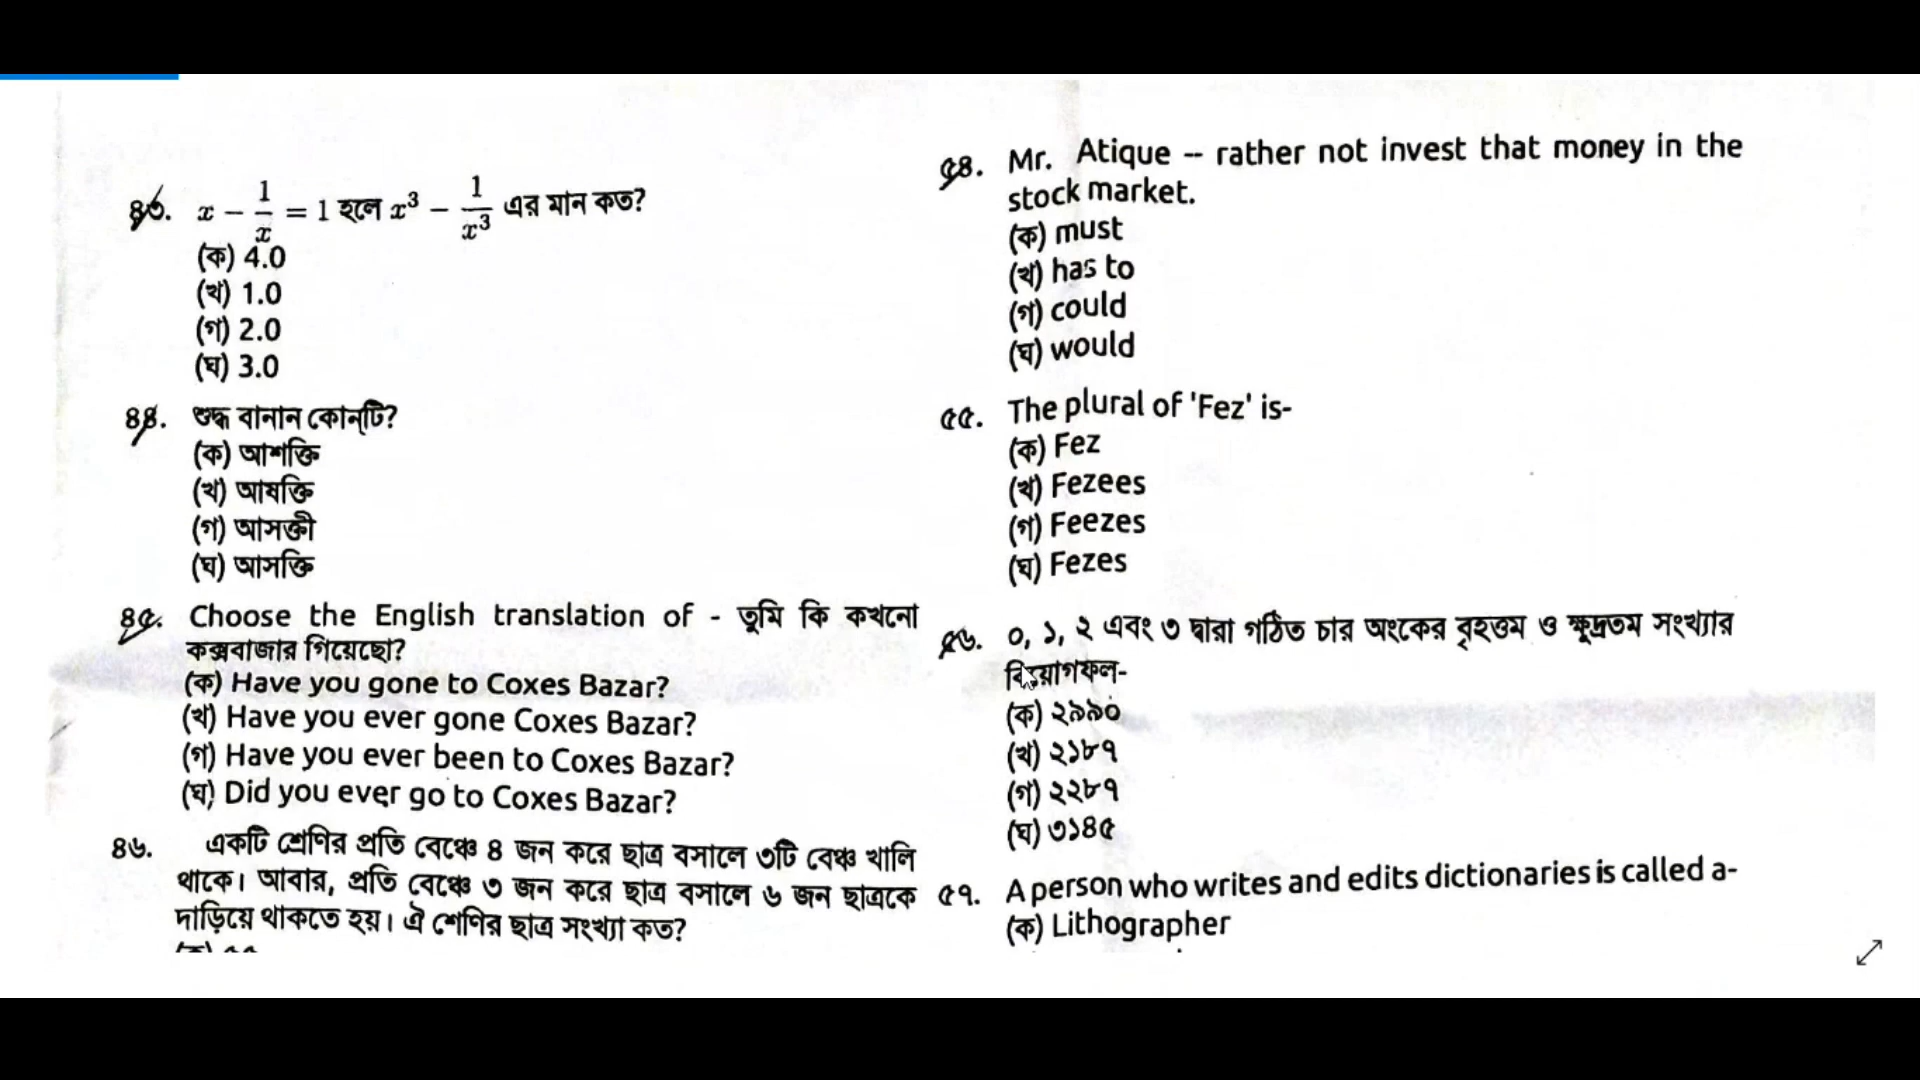 ৪৩. x − 1/x = 1 হলে x³ − 1/x³ এর মান কত?
(ক) 4.0
(খ) 1.0
(গ) 2.0
(ঘ) 3.0
৪৪. শুদ্ধ বানান কোন্‌টি?
(ক) আশক্তি
(খ) আষক্তি
(গ) আসক্তী
(ঘ) আসক্তি
৪৫. Choose the English translation of - তুমি কি কখনো
কক্সবাজার গিয়েছো?
(ক) Have you gone to Coxes Bazar?
(খ) Have you ever gone Coxes Bazar?
(গ) Have you ever been to Coxes Bazar?
(ঘ) Did you ever go to Coxes Bazar?
৪৬. একটি শ্রেণির প্রতি বেঞ্চে ৪ জন করে ছাত্র বসালে ৩টি বেঞ্চ খালি
থাকে। আবার, প্রতি বেঞ্চে ৩ জন করে ছাত্র বসালে ৬ জন ছাত্রকে
দাড়িয়ে থাকতে হয়। ঐ শেণির ছাত্র সংখ্যা কত?
৫৪. Mr. Atique -- rather not invest that money in the
stock market.
(ক) must
(খ) has to
(গ) could
(ঘ) would
৫৫. The plural of 'Fez' is-
(ক) Fez
(খ) Fezees
(গ) Feezes
(ঘ) Fezes
৫৬. ০, ১, ২ এবং ৩ দ্বারা গঠিত চার অংকের বৃহত্তম ও ক্ষুদ্রতম সংখ্যার
বিয়োগফল-
(ক) ২৯৯০
(খ) ২১৮৭
(গ) ২২৮৭
(ঘ) ৩১৪৫
৫৭. A person who writes and edits dictionaries is called a-
(ক) Lithographer